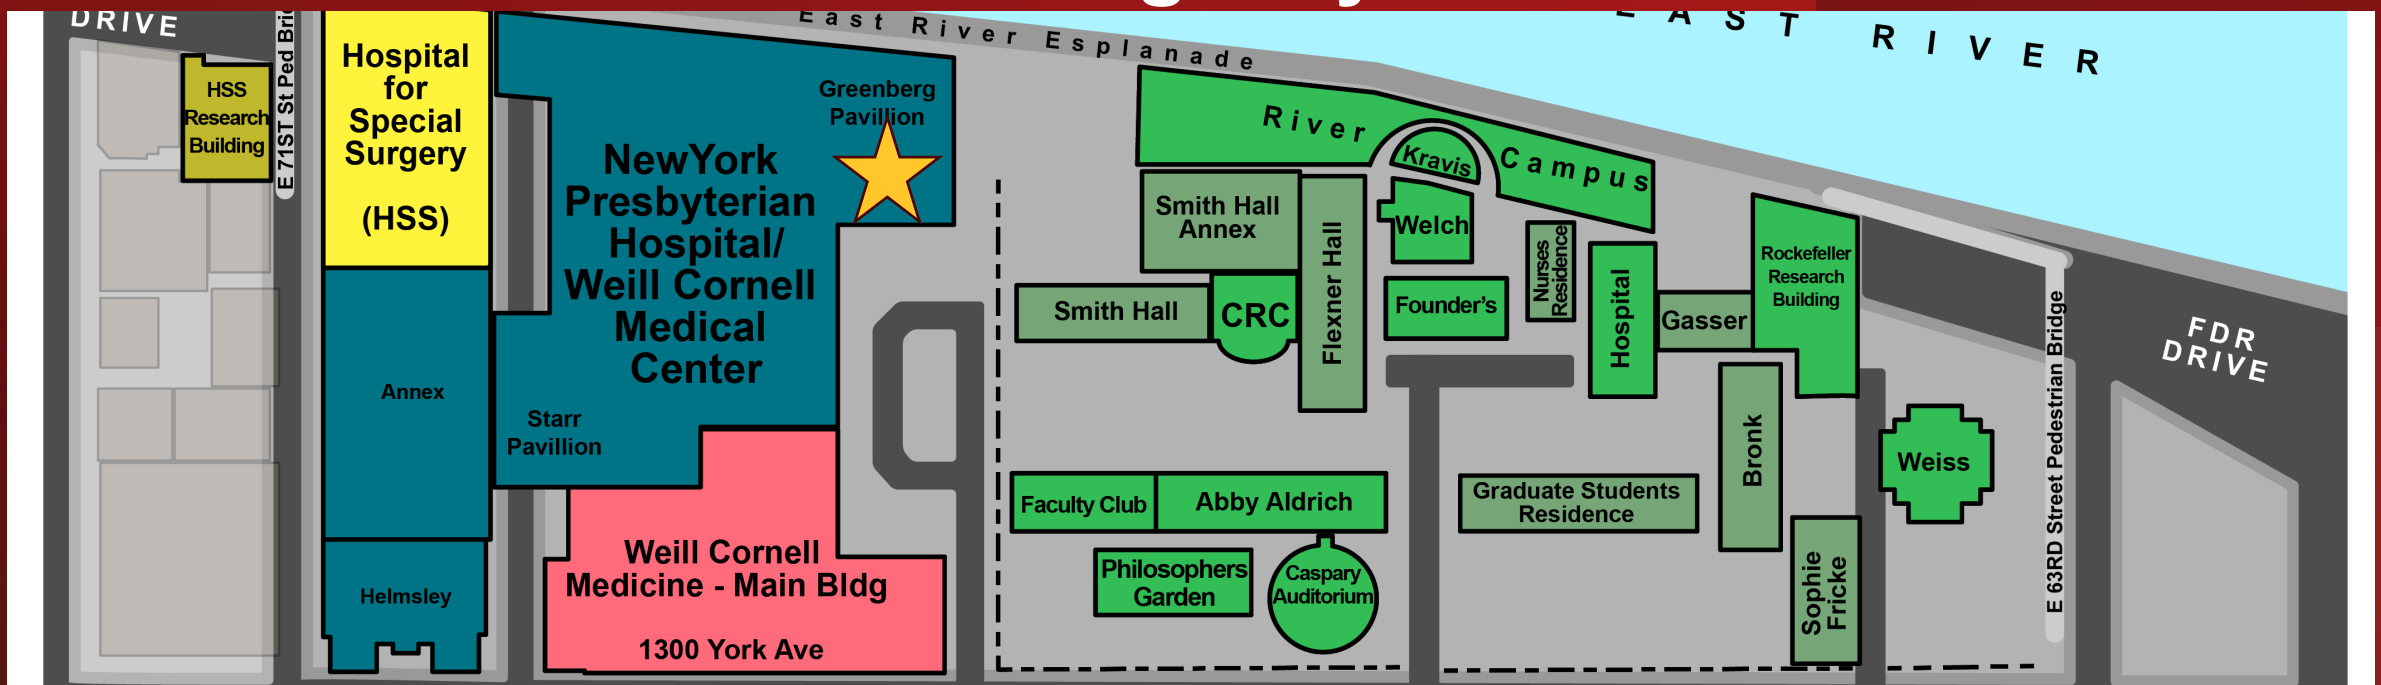 DRIVE
HSS
Research
Building
E 71ST St Ped
Hospital
for
Special
Surgery
(HSS)
Annex
Helmsley
NewYork
Presbyterian
Hospital/
Weill Cornell
Medical
Center
Greenberg
Pavillion
Starr
Pavillion
Weill Cornell
Medicine - Main Bldg
1300 York Ave
East River Esplanade
EAST RIVER
River Campus
Kravis
Smith Hall
Annex
Flexner Hall
Welch
Smith Hall
CRC
Founder's
Nurses
Residence
Hospital
Gasser
Rockefeller
Research
Building
Faculty Club
Abby Aldrich
Philosophers
Garden
Caspary
Auditorium
Graduate Students
Residence
Bronk
Sophie
Fricke
Weiss
E 63RD Street Pedestrian Bridge
FDR
DRIVE